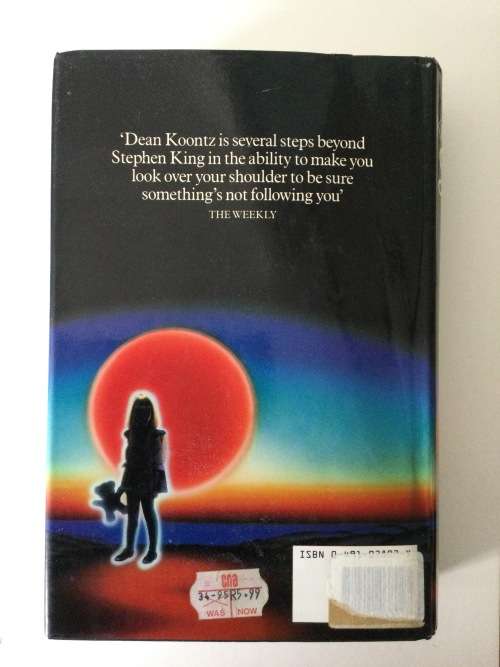 ‘Dean Koontz is several steps beyond
Stephen King in the ability to make you
look over your shoulder to be sure
something's not following you’
THE WEEKLY
ISBN
cna
WAS NOW